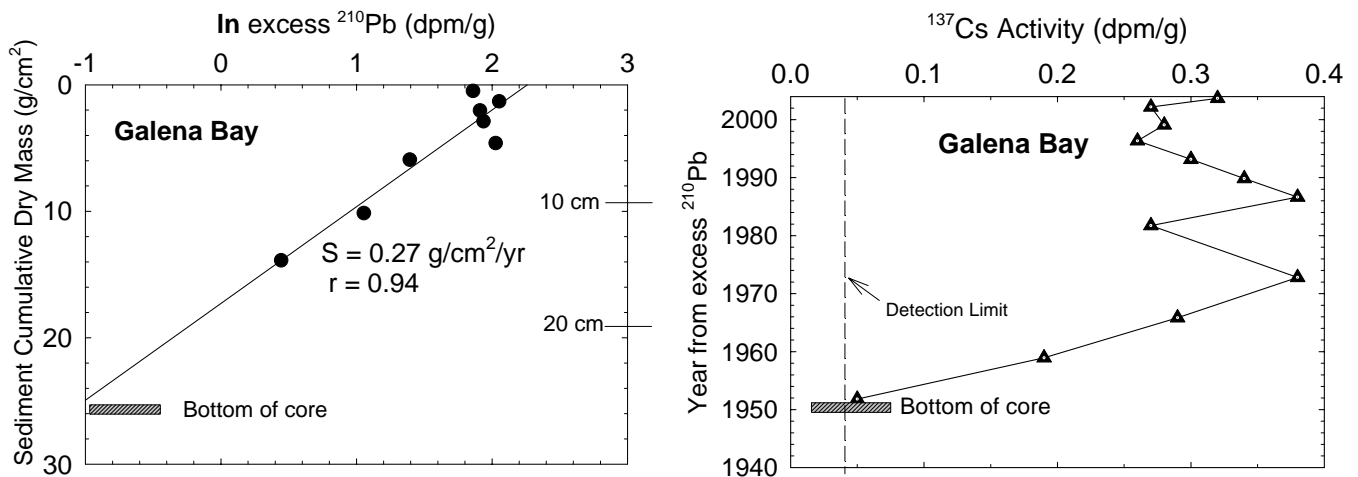 ln excess ²¹⁰Pb (dpm/g)
-1 0 1 2 3
Sediment Cumulative Dry Mass (g/cm²)
0
10
20
30
Galena Bay
10 cm
S = 0.27 g/cm²/yr
r = 0.94
20 cm
Bottom of core
¹³⁷Cs Activity (dpm/g)
0.0 0.1 0.2 0.3 0.4
Year from excess ²¹⁰Pb
2000
1990
1980
1970
1960
1950
1940
Galena Bay
Detection Limit
Bottom of core